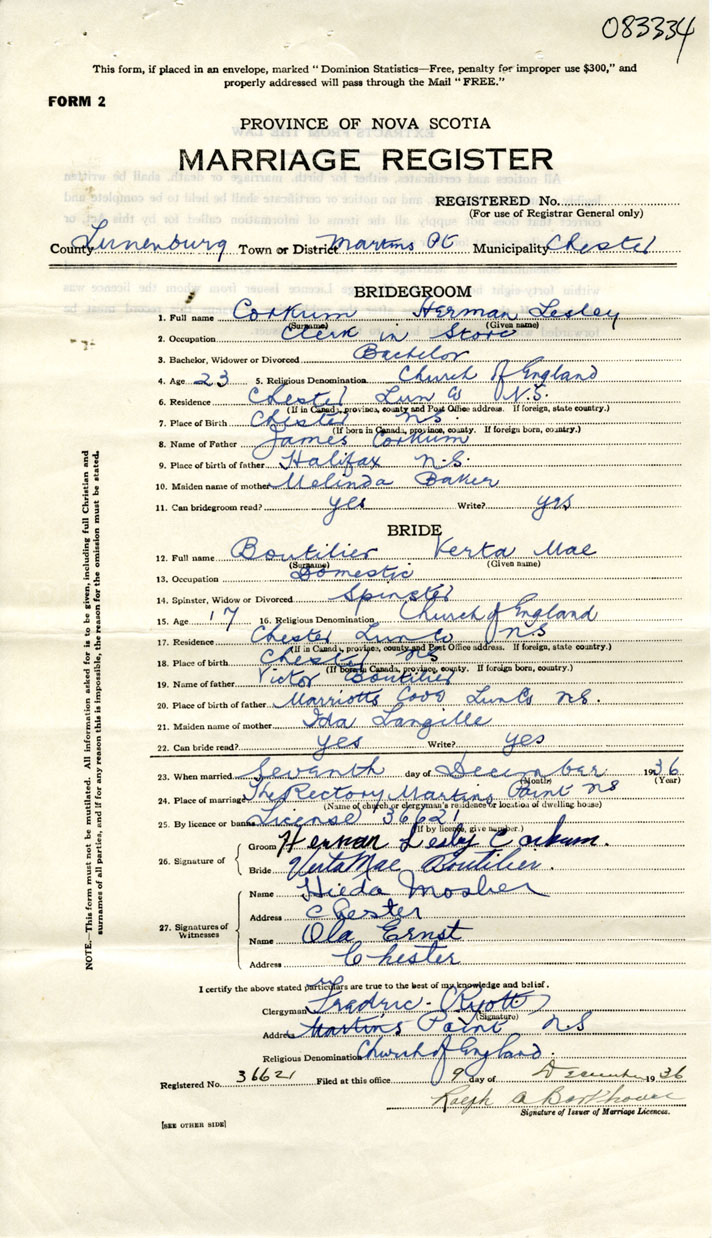 083334
This form, if placed in an envelope, marked "Dominion Statistics—Free, penalty for improper use $300," and
properly addressed will pass through the Mail "FREE."
FORM 2
PROVINCE OF NOVA SCOTIA
MARRIAGE REGISTER
REGISTERED No.
(For use of Registrar General only)
County Lunenburg Town or District Martins Pt Municipality Chester
BRIDEGROOM
1. Full name Corkum Herman Lesley
(Surname) (Given name)
2. Occupation Clerk in Store
3. Bachelor, Widower or Divorced Bachelor
4. Age 23 5. Religious Denomination Church of England
6. Residence Chester Lun Co N.S.
(If in Canada, province, county and Post Office address. If foreign, state country.)
7. Place of Birth Chester NS.
(If born in Canada, province, county. If foreign born, country.)
8. Name of Father James Corkum
9. Place of birth of father Halifax N.S.
10. Maiden name of mother Melinda Baker
11. Can bridegroom read? yes Write? yes
BRIDE
12. Full name Boutilier Verta Mae
(Surname) (Given name)
13. Occupation Domestic
14. Spinster, Widow or Divorced Spinster
15. Age 17 16. Religious Denomination Church of England
17. Residence Chester Lun Co NS
(If in Canada, province, county and Post Office address. If foreign, state country.)
18. Place of birth Chester NS
(If born in Canada, province, county. If foreign born, country.)
19. Name of father Victor Boutilier
20. Place of birth of father Marriotts Cove Lun Co NS.
21. Maiden name of mother Ida Langille
22. Can bride read? yes Write? yes
23. When married Seventh day of December 1936
(Month) (Year)
24. Place of marriage The Rectory Martins Point NS
(Name of church or clergyman's residence or location of dwelling house)
25. By licence or banns License 36621
(If by licence, give number.)
26. Signature of
Groom Herman Lesley Corkum.
Bride Verta Mae Boutilier.
27. Signatures of Witnesses
Name Hilda Mosher
Address Chester
Name Ola Ernst
Address Chester
I certify the above stated particulars are true to the best of my knowledge and belief.
Clergyman Fredric
(Signature)
Address Martins Point NS
Religious Denomination Church of England.
Registered No. 36621 Filed at this office 9 day of December 1936
Ralph A
Signature of Issuer of Marriage Licences.
[SEE OTHER SIDE]
NOTE.—This form must not be mutilated. All information asked for is to be given, including full Christian and
surnames of all parties, and if for any reason this is impossible, the reason for the omission must be stated.